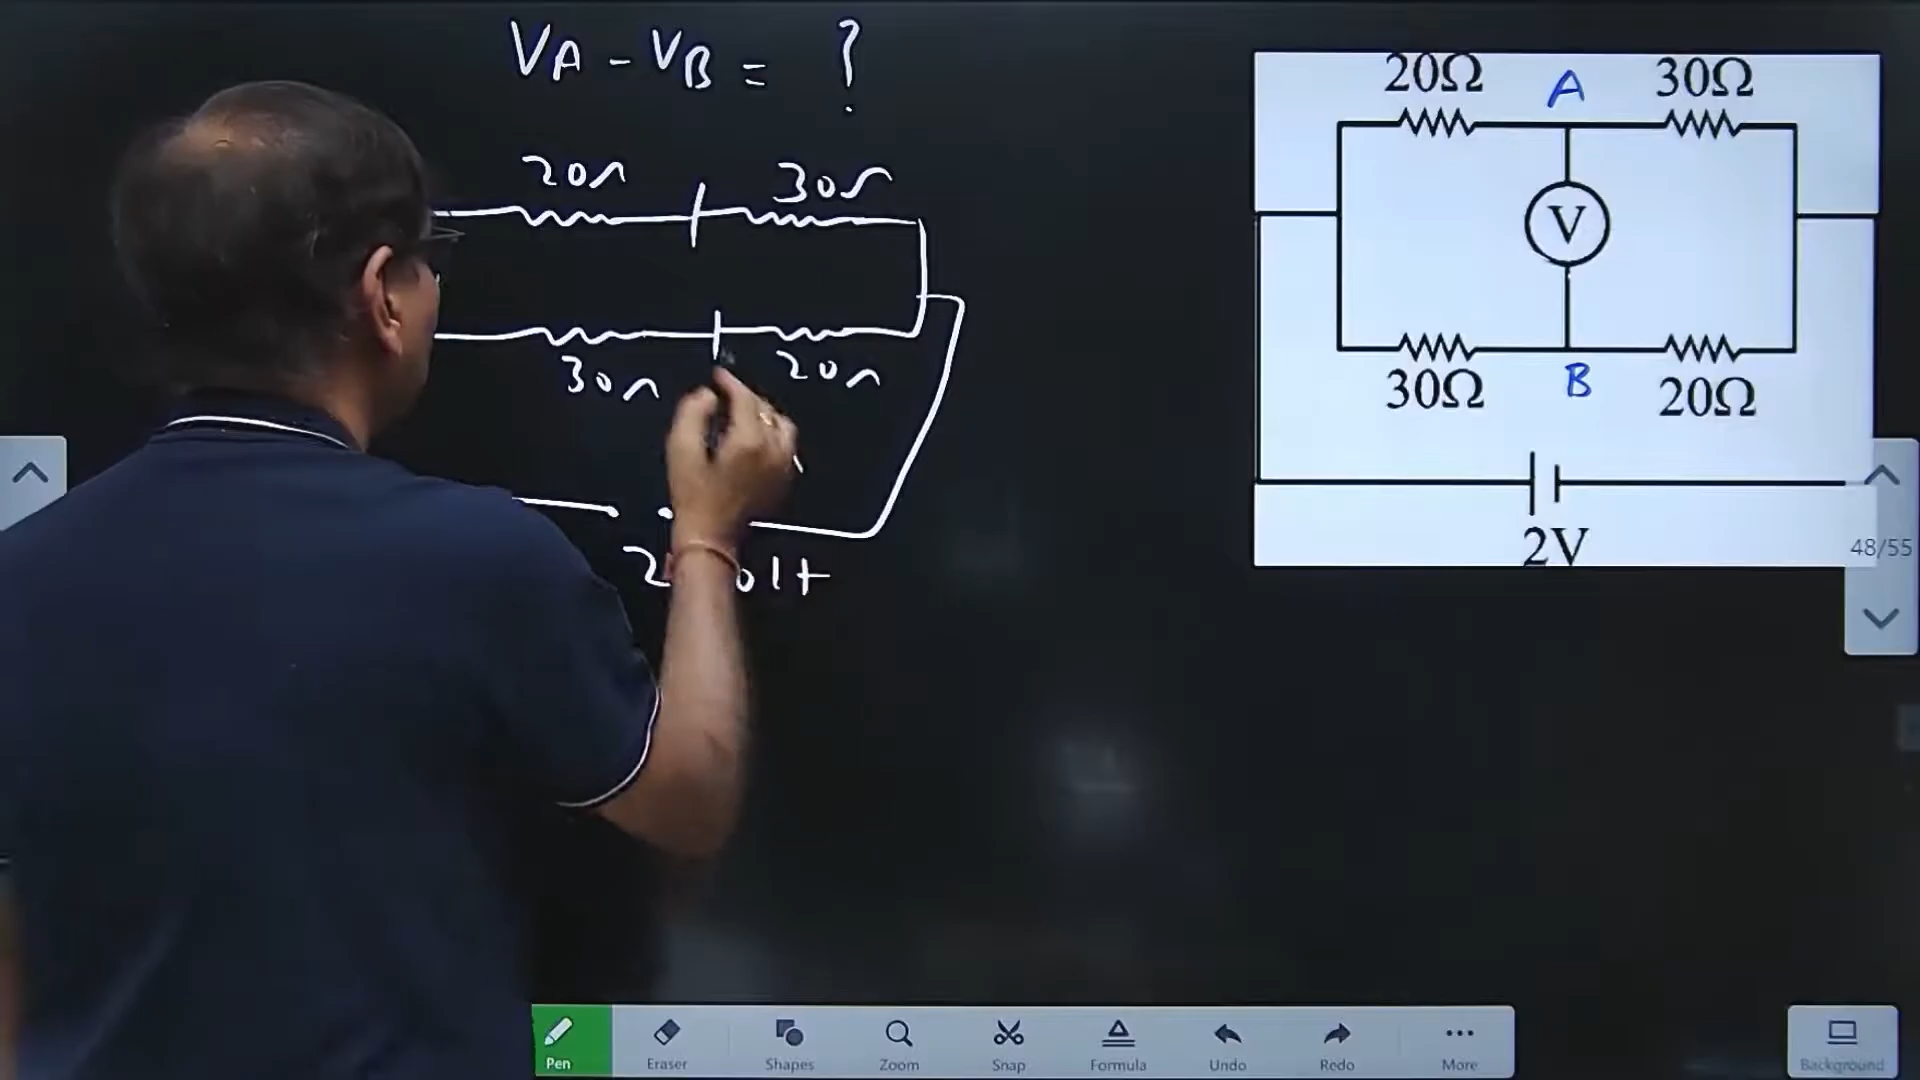 VA - VB = ?
20Ω 30Ω
30Ω 20Ω
20Ω A 30Ω
V
30Ω B 20Ω
2V
48/55
Pen Eraser Shapes Zoom Snap Formula Undo Redo More Background